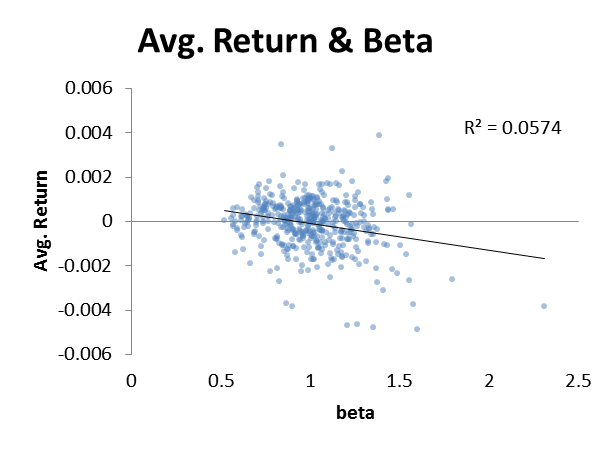 Avg. Return & Beta
0.006
0.004
R² = 0.0574
0.002
0
-0.002
-0.004
-0.006
Avg. Return
0 0.5 1 1.5 2 2.5
beta